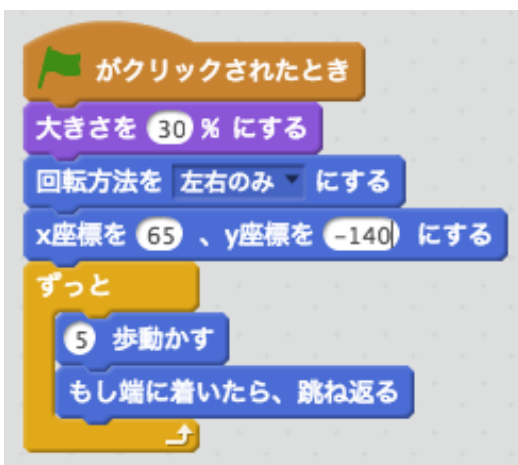 がクリックされたとき
大きさを 30 % にする
回転方法を 左右のみ にする
x座標を 65 、y座標を -140 にする
ずっと
5 歩動かす
もし端に着いたら、跳ね返る